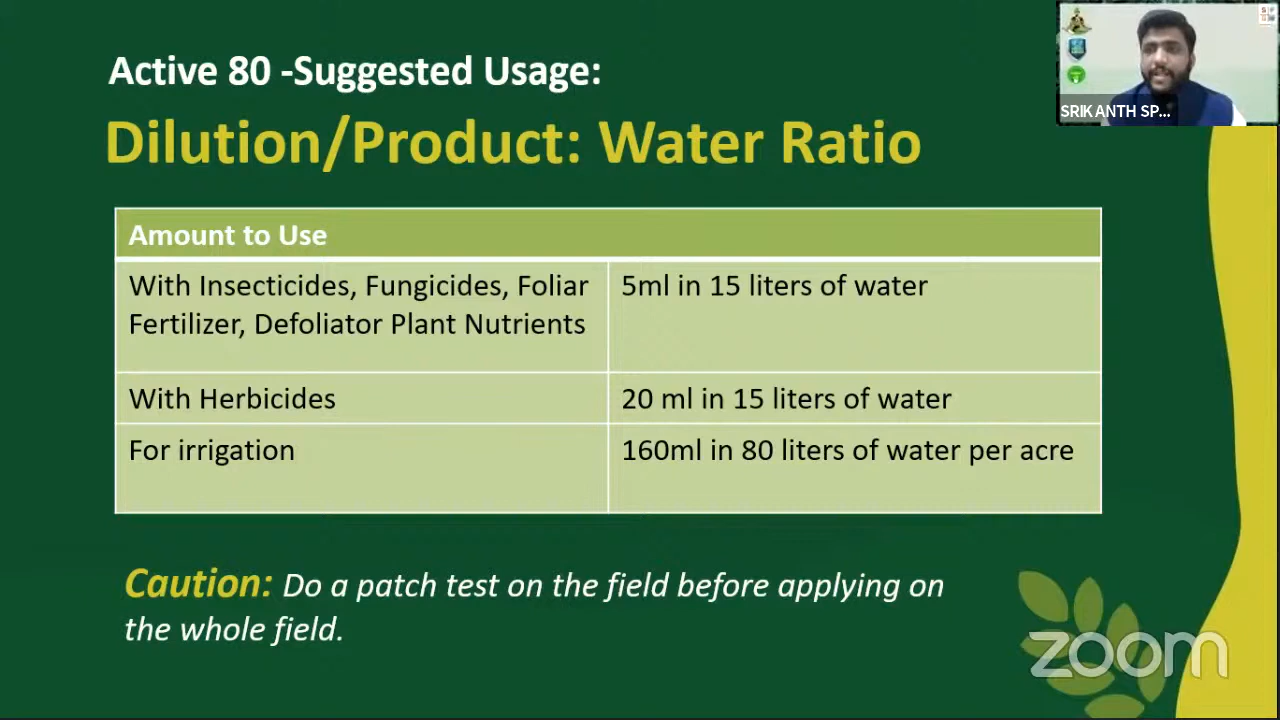 Active 80 -Suggested Usage:
Dilution/Product: Water Ratio
SRIKANTH SP...
Amount to Use
With Insecticides, Fungicides, Foliar
Fertilizer, Defoliator Plant Nutrients
5ml in 15 liters of water
With Herbicides
20 ml in 15 liters of water
For irrigation
160ml in 80 liters of water per acre
Caution: Do a patch test on the field before applying on
the whole field.
zoom